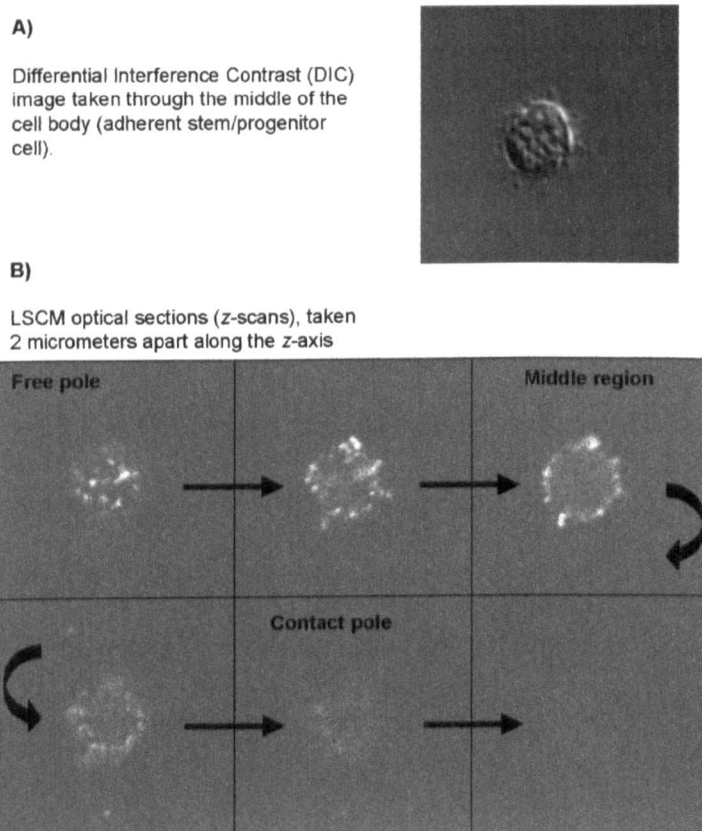 A)
Differential Interference Contrast (DIC)
image taken through the middle of the
cell body (adherent stem/progenitor
cell).
B)
LSCM optical sections (z-scans), taken
2 micrometers apart along the z-axis
Free pole
Middle region
Contact pole